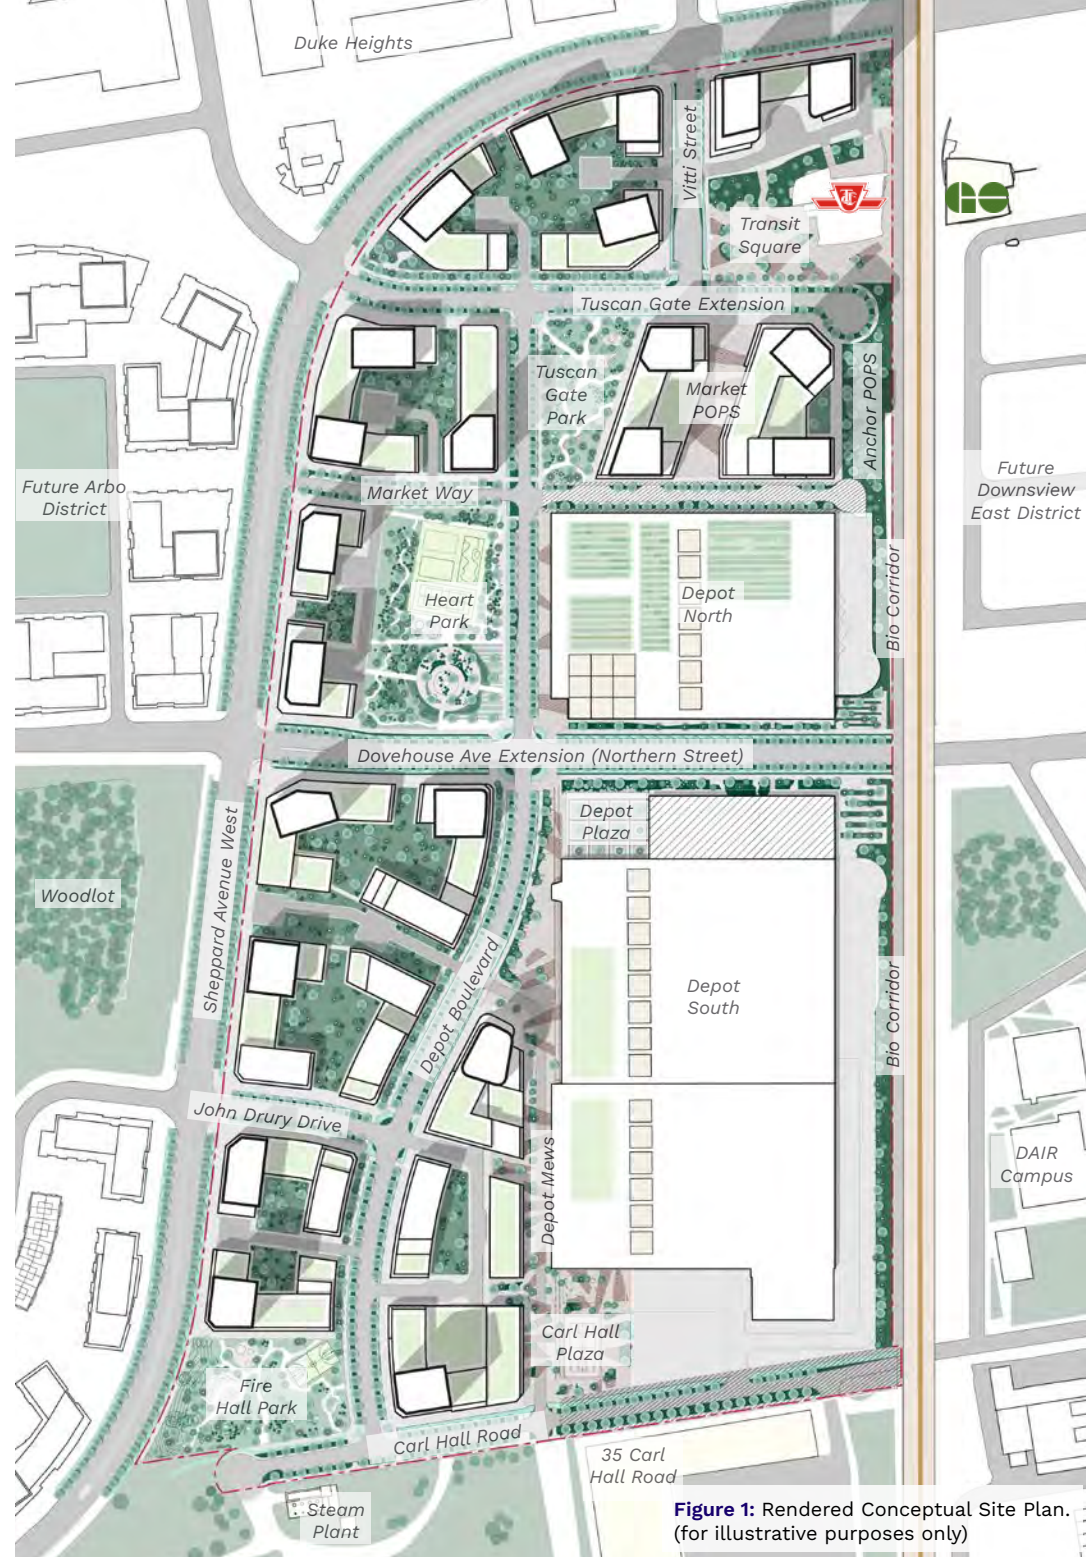 Duke Heights
Vitti Street
TTC
GO
Transit
Square
Tuscan Gate Extension
Tuscan
Gate
Park
Market
POPS
Anchor POPS
Future Arbo
District
Market Way
Future
Downsview
East District
Heart
Park
Depot
North
Bio Corridor
Dovehouse Ave Extension (Northern Street)
Depot
Plaza
Sheppard Avenue West
Woodlot
Depot Boulevard
Depot
South
Bio Corridor
John Drury Drive
Depot Mews
DAIR
Campus
Carl Hall
Plaza
Fire
Hall Park
Carl Hall Road
35 Carl
Hall Road
Steam
Plant
Figure 1: Rendered Conceptual Site Plan.
(for illustrative purposes only)